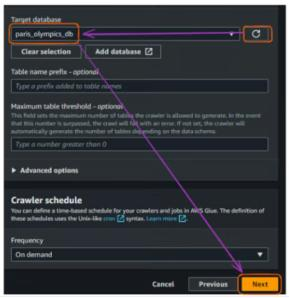 Target database
paris_olympics_db
Clear selection
Add database
Table name prefix - optional
Type a prefix added to table names
Maximum table threshold - optional
This field sets the maximum number of tables the crawler is allowed to generate. In the event
that this number is surpassed, the crawl will fail with an error. If not set, the crawler will
automatically generate the number of tables depending on the data schema.
Type a number greater than 0
Advanced options
Crawler schedule
You can define a time-based schedule for your crawlers and jobs in AWS Glue. The definition of
these schedules uses the Unix-like cron syntax. Learn more
Frequency
On demand
Cancel
Previous
Next